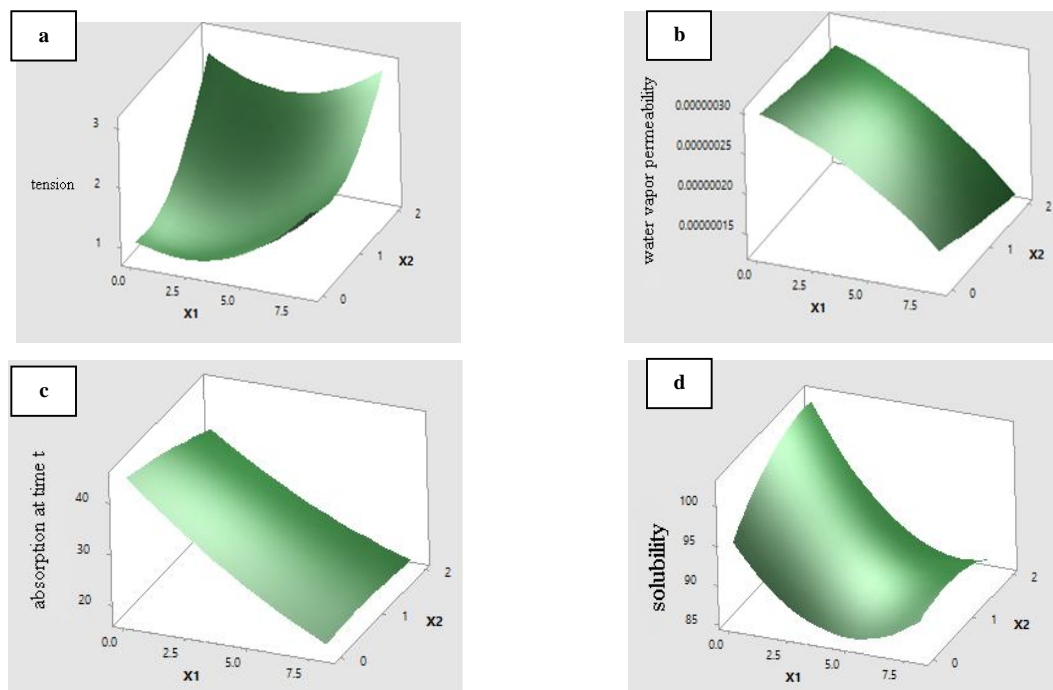 a
3
tension
2
1
0.0
2.5
5.0
7.5
X1
0
1
2
X2
b
water vapor permeability
0.00000030
0.00000025
0.00000020
0.00000015
0.0
2.5
5.0
7.5
X1
0
1
2
X2
c
absorption at time t
40
30
20
0.0
2.5
5.0
7.5
X1
0
1
2
X2
d
solubility
100
95
90
85
0.0
2.5
5.0
7.5
X1
0
1
2
X2